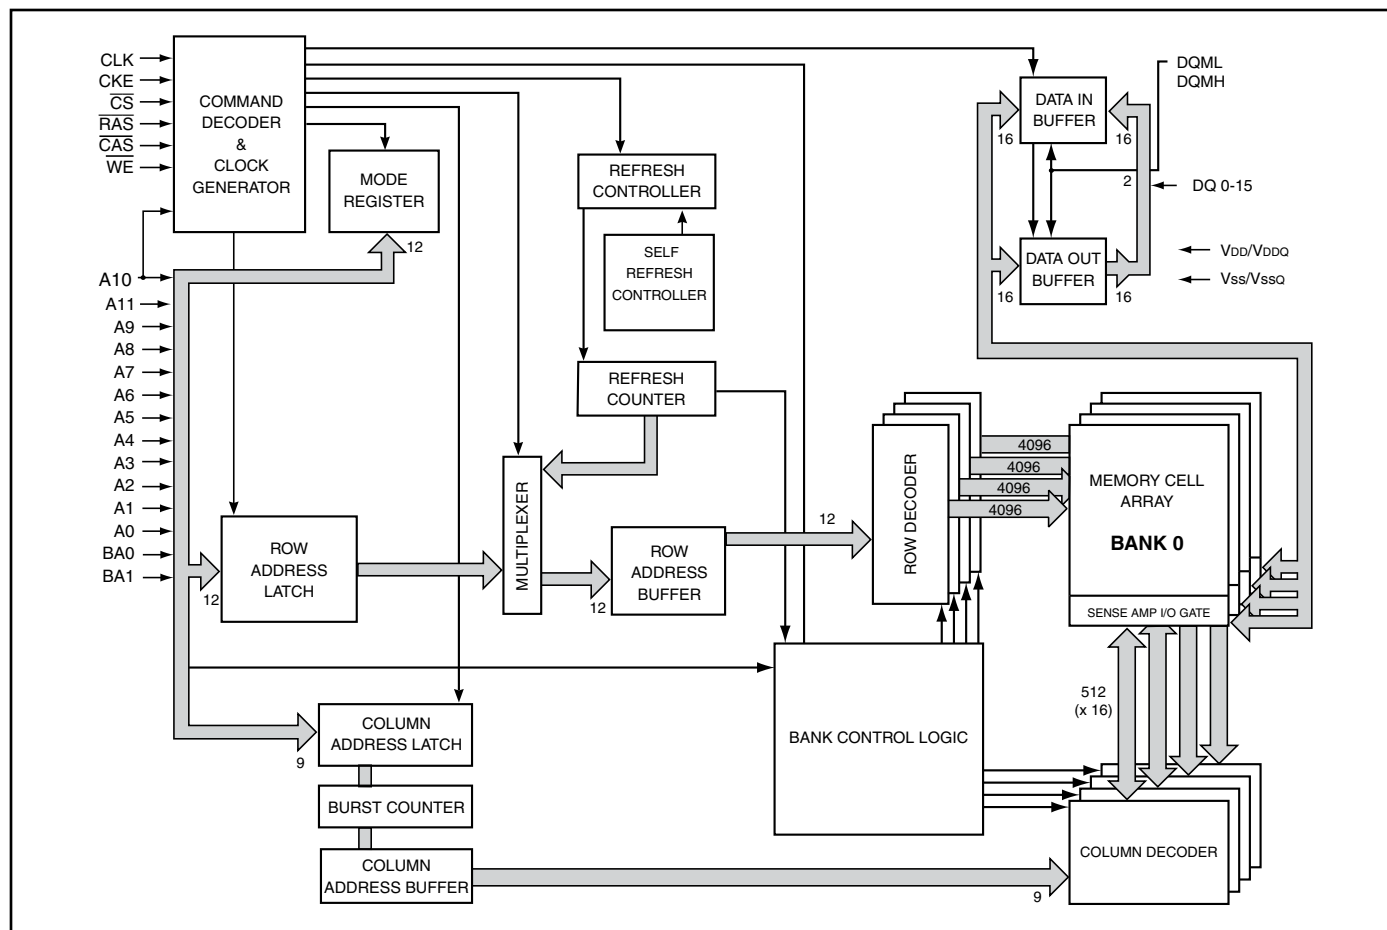 CLK
CKE
CS
RAS
CAS
WE
COMMAND
DECODER
&
CLOCK
GENERATOR
MODE
REGISTER
12
REFRESH
CONTROLLER
SELF
REFRESH
CONTROLLER
REFRESH
COUNTER
DATA IN
BUFFER
16
16
DQML
DQMH
2
DQ 0-15
DATA OUT
BUFFER
16
16
VDD/VDDQ
Vss/VssQ
A10
A11
A9
A8
A7
A6
A5
A4
A3
A2
A1
A0
BA0
BA1
12
ROW
ADDRESS
LATCH
MULTIPLEXER
12
ROW
ADDRESS
BUFFER
12
ROW DECODER
4096
4096
4096
4096
MEMORY CELL
ARRAY
BANK 0
SENSE AMP I/O GATE
512
(x 16)
BANK CONTROL LOGIC
9
COLUMN
ADDRESS LATCH
BURST COUNTER
COLUMN
ADDRESS BUFFER
9
COLUMN DECODER